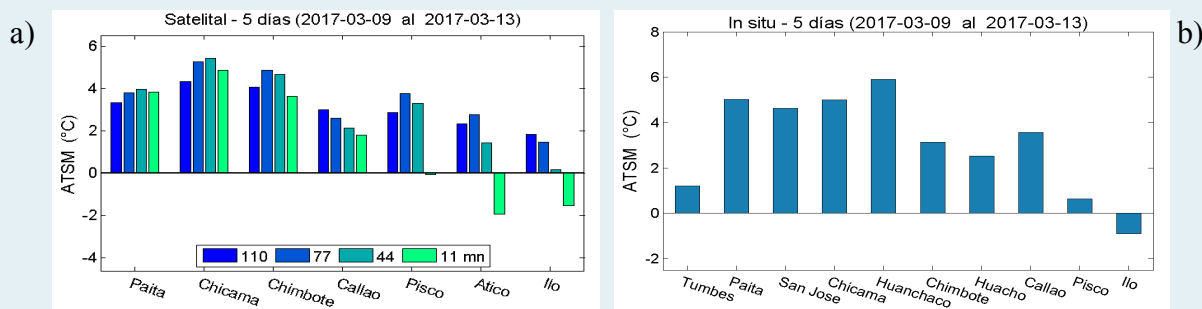 a)
Satelital - 5 días (2017-03-09 al 2017-03-13)
ATSM (°C)
6
4
2
0
-2
-4
110 77 44 11 mn
Paita Chicama Chimbote Callao Pisco Atico Ilo
In situ - 5 días (2017-03-09 al 2017-03-13)
b)
ATSM (°C)
8
6
4
2
0
-2
Tumbes Paita San Jose Chicama Huanchaco Chimbote Huacho Callao Pisco Ilo